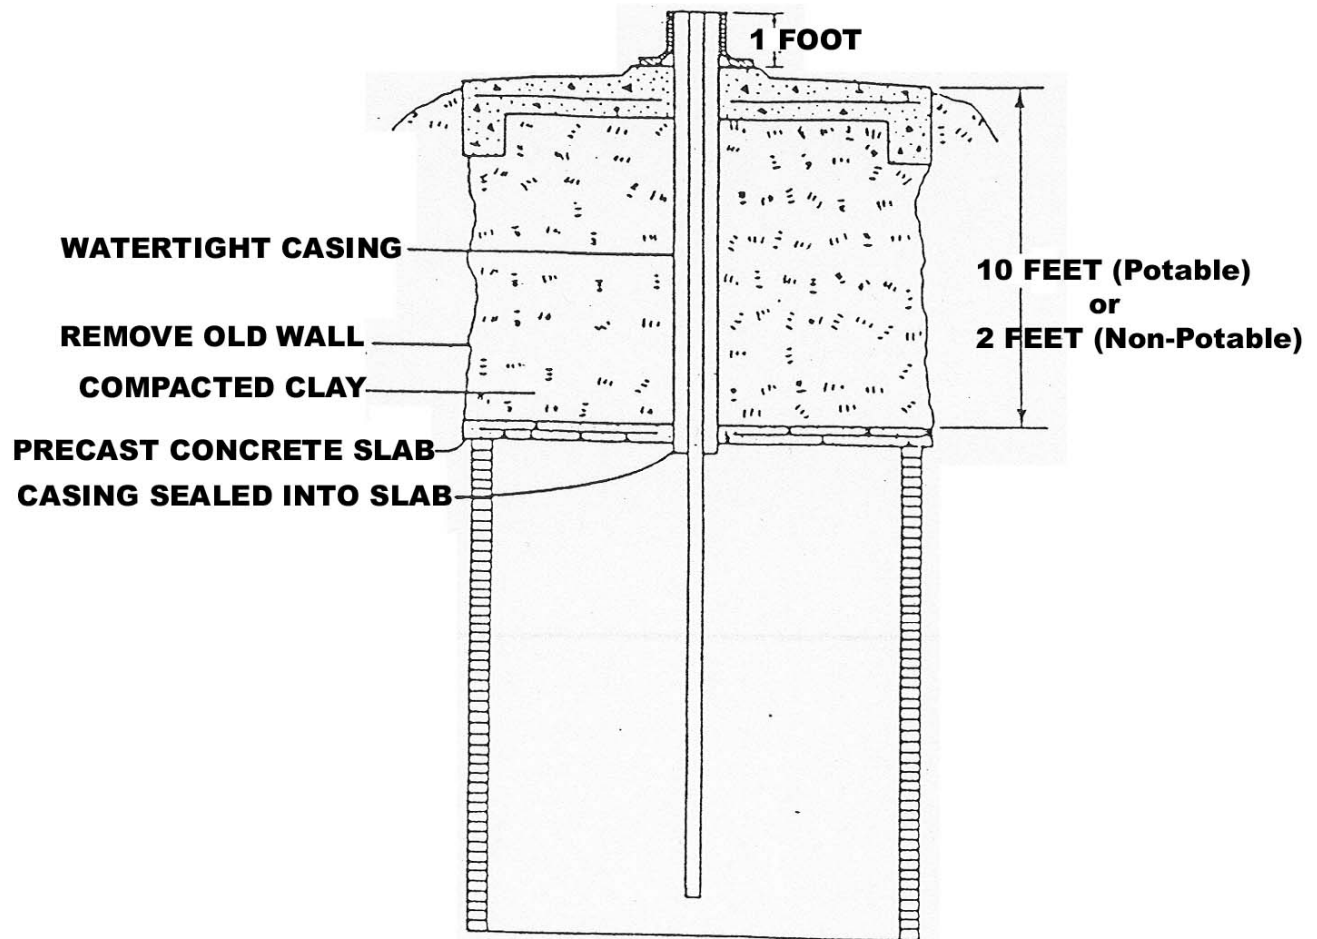 1 FOOT
WATERTIGHT CASING
10 FEET (Potable)
or
2 FEET (Non-Potable)
REMOVE OLD WALL
COMPACTED CLAY
PRECAST CONCRETE SLAB
CASING SEALED INTO SLAB